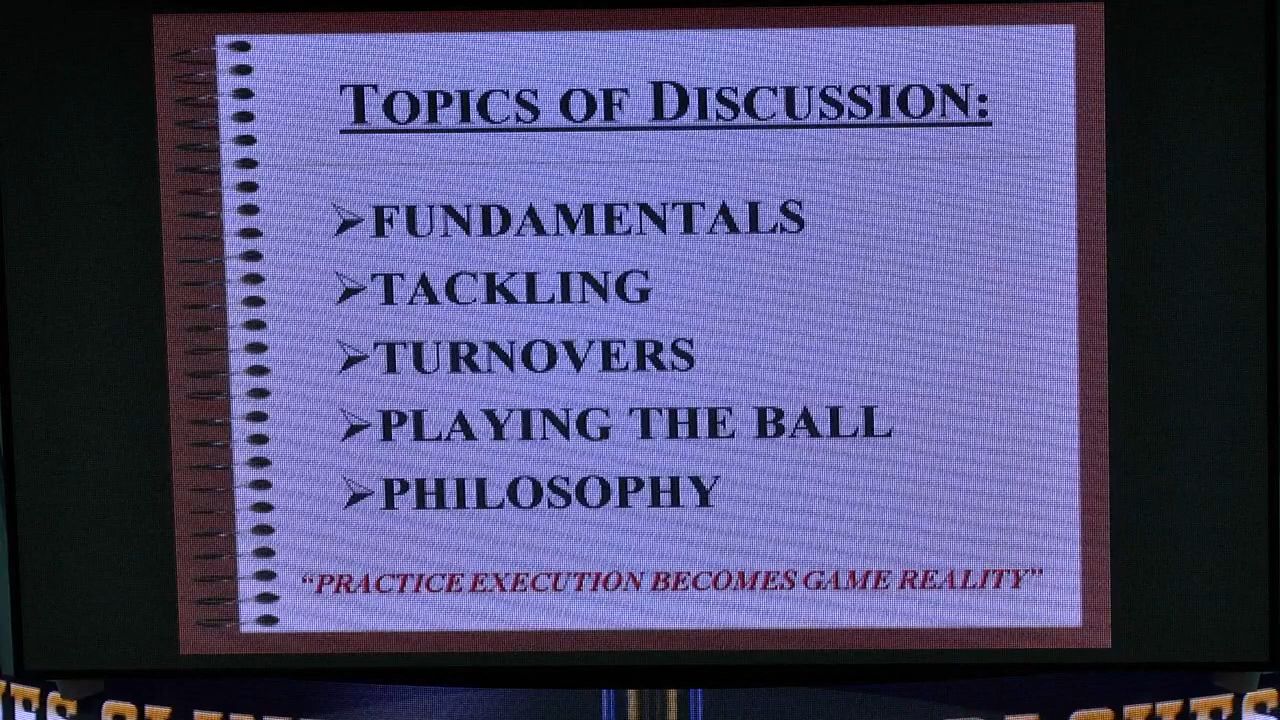 TOPICS OF DISCUSSION:
➢FUNDAMENTALS
➢TACKLING
➢TURNOVERS
➢PLAYING THE BALL
➢PHILOSOPHY
“PRACTICE EXECUTION BECOMES GAME REALITY”